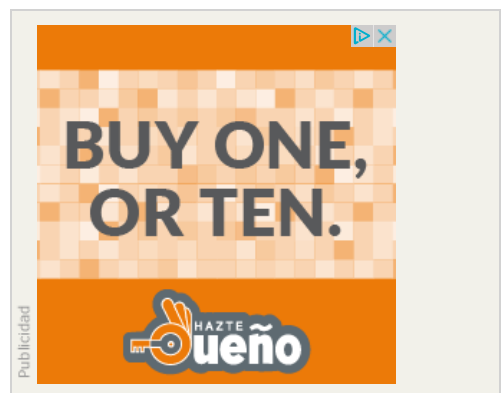 BUY ONE,
OR TEN.
HAZTE
Dueño
Publicidad